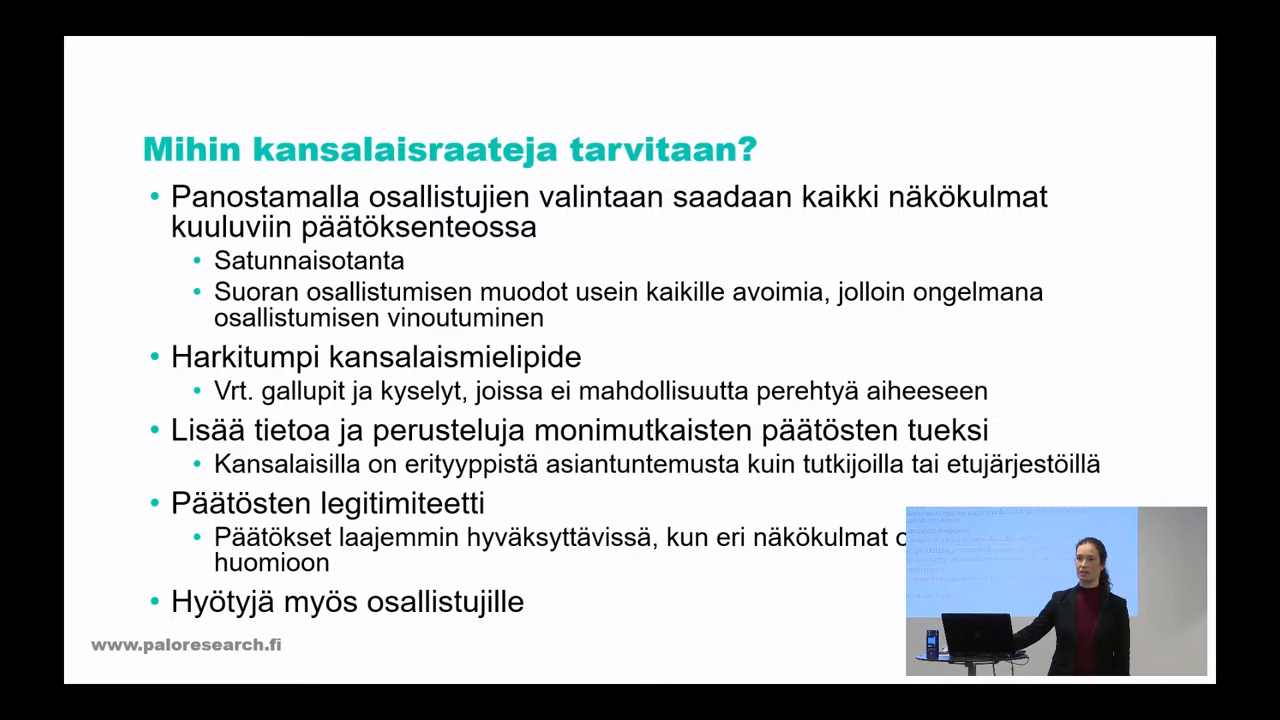 Mihin kansalaisraateja tarvitaan?
• Panostamalla osallistujien valintaan saadaan kaikki näkökulmat
kuuluviin päätöksenteossa
• Satunnaisotanta
• Suoran osallistumisen muodot usein kaikille avoimia, jolloin ongelmana
osallistumisen vinoutuminen
• Harkitumpi kansalaismielipide
• Vrt. gallupit ja kyselyt, joissa ei mahdollisuutta perehtyä aiheeseen
• Lisää tietoa ja perusteluja monimutkaisten päätösten tueksi
• Kansalaisilla on erityyppistä asiantuntemusta kuin tutkijoilla tai etujärjestöillä
• Päätösten legitimiteetti
• Päätökset laajemmin hyväksyttävissä, kun eri näkökulmat
huomioon
• Hyötyjä myös osallistujille
www.paloresearch.fi